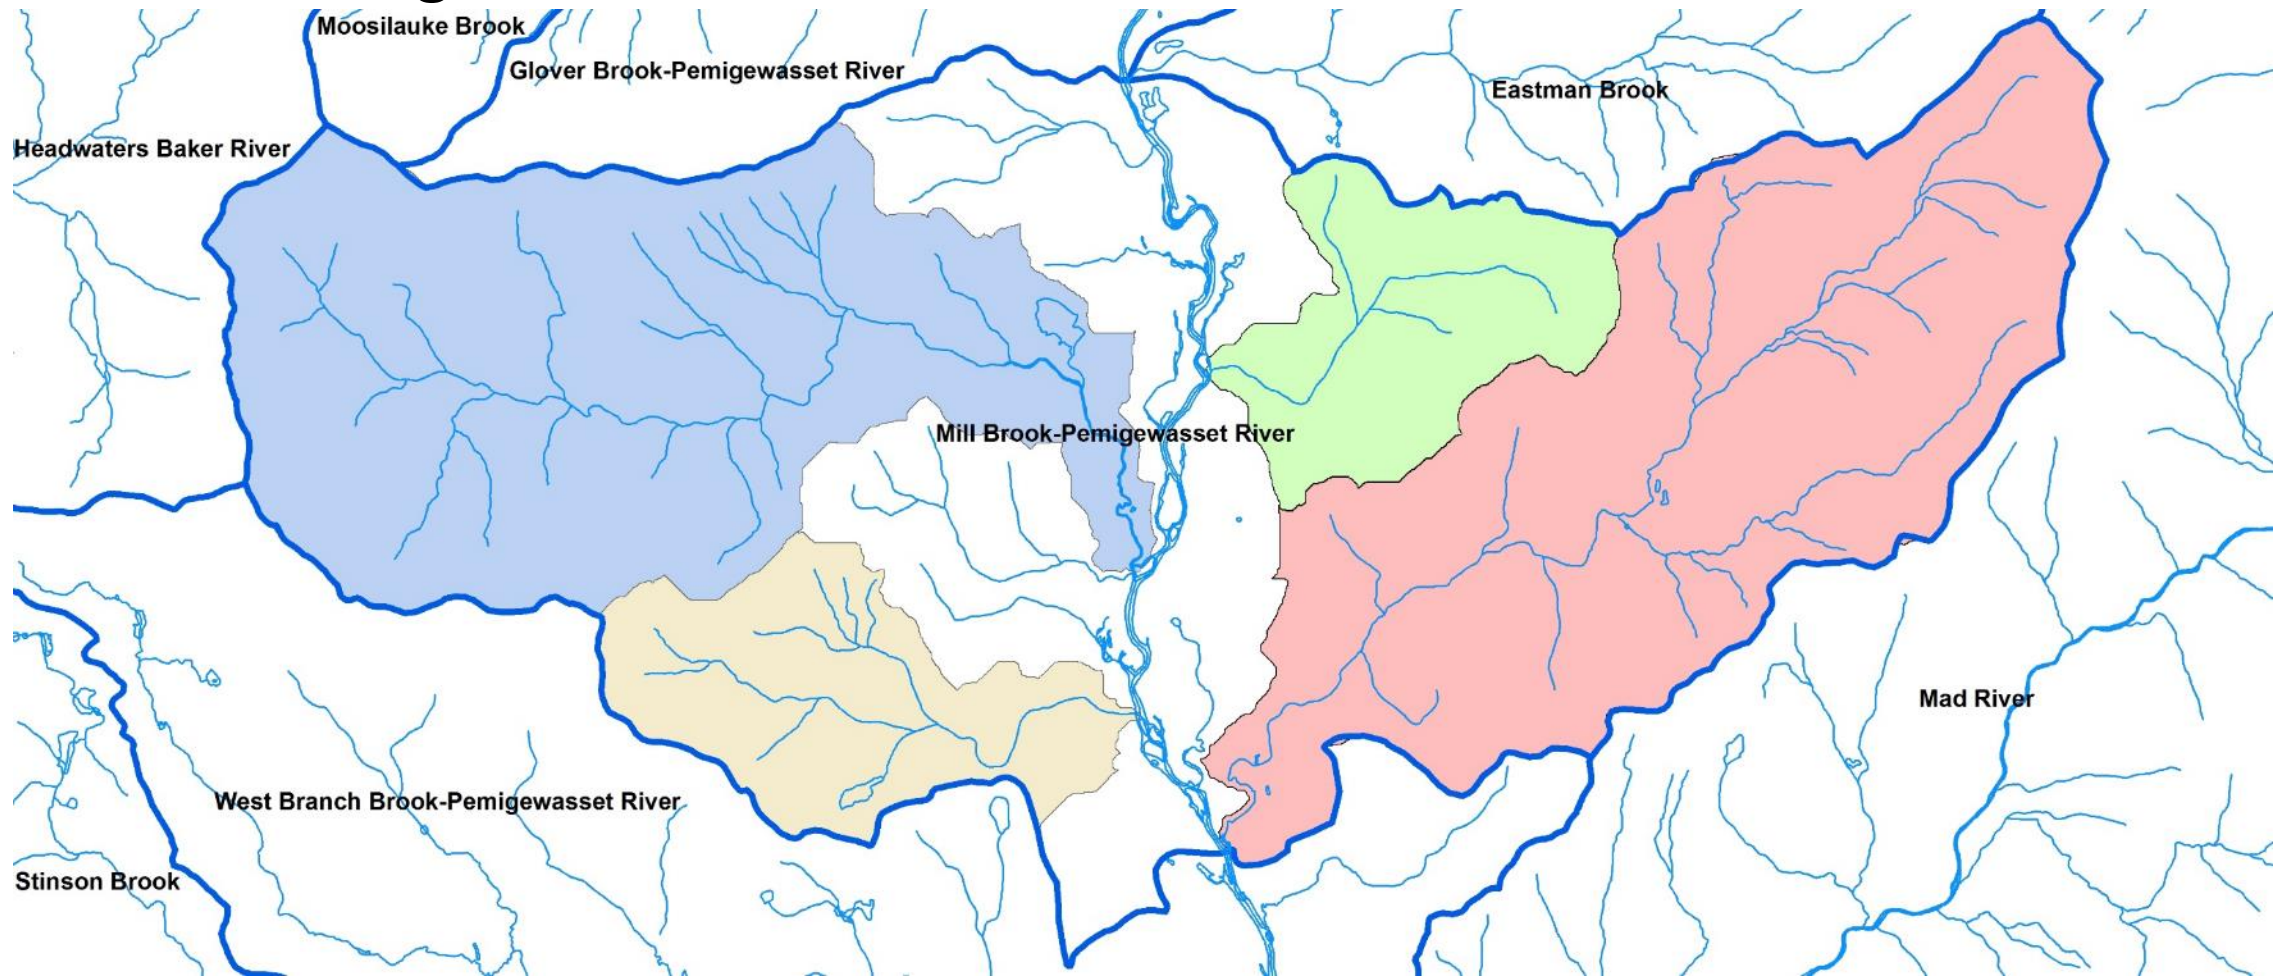 Moosilauke Brook
Glover Brook-Pemigewasset River
Eastman Brook
Headwaters Baker River
Mill Brook-Pemigewasset River
Mad River
West Branch Brook-Pemigewasset River
Stinson Brook